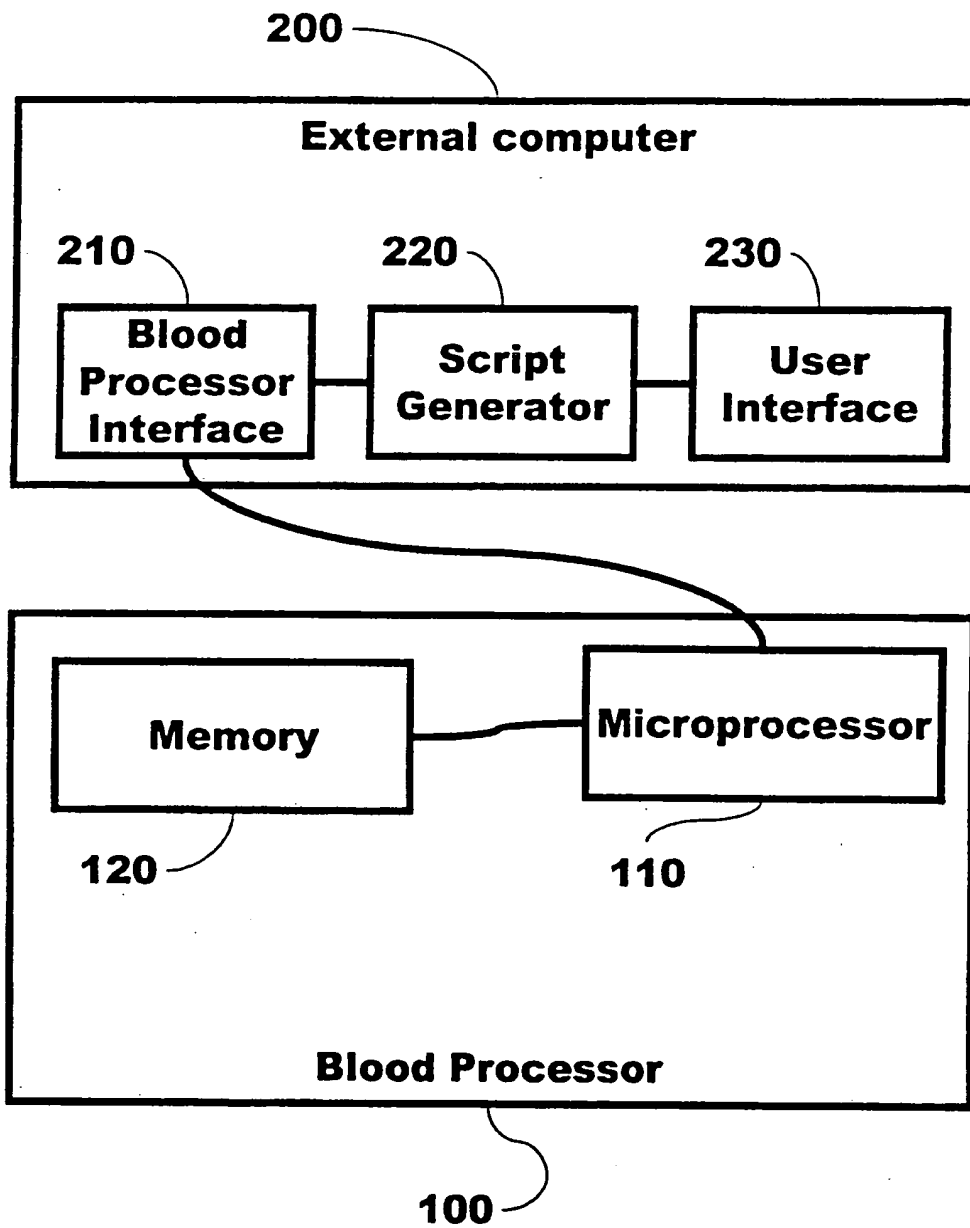 200
External computer
210
220
230
Blood
Processor
Interface
Script
Generator
User
Interface
Memory
Microprocessor
120
110
Blood Processor
100